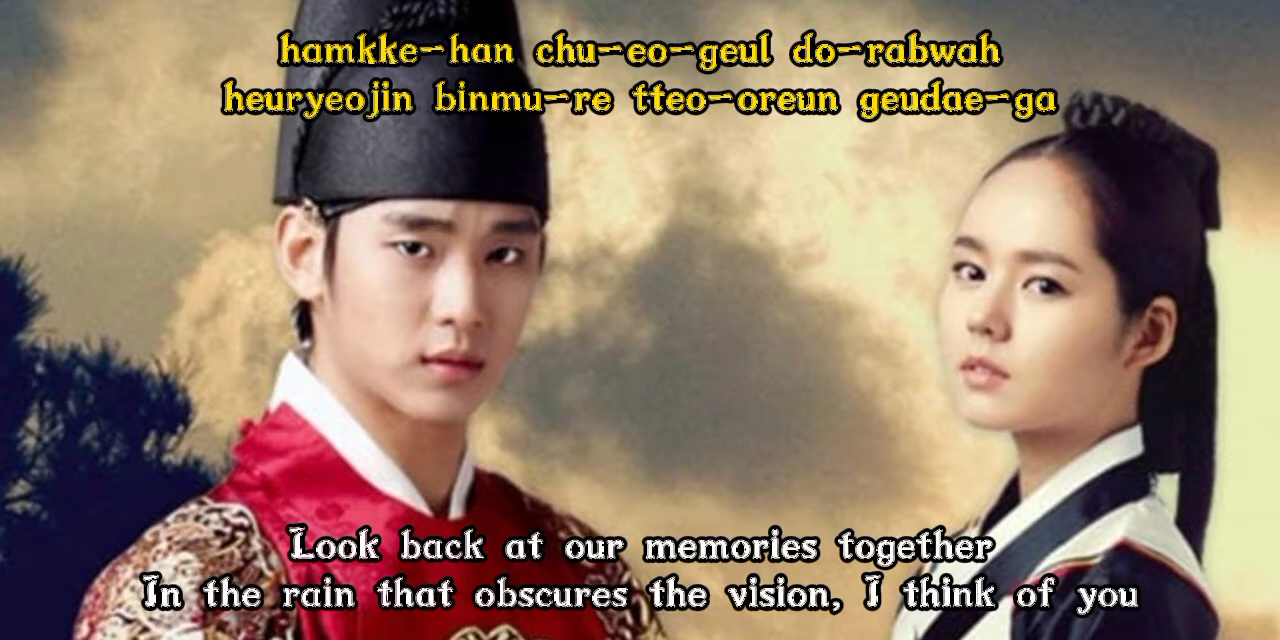 hamkke-han chu-eo-geul do-rabwah
heuryeojin binmu-re tteo-oreun geudae-ga
Look back at our memories together
In the rain that obscures the vision, I think of you